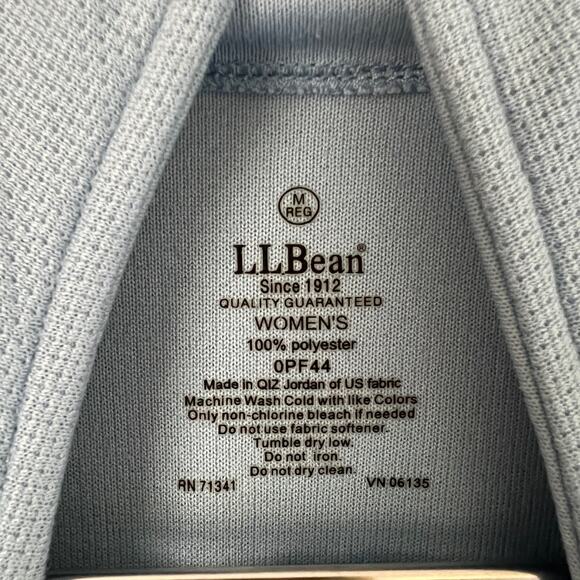 M
REG
LLBean®
Since 1912
QUALITY GUARANTEED
WOMEN'S
100% polyester
0PF44
Made in QIZ Jordan of US fabric
Machine Wash Cold with like Colors
Only non-chlorine bleach if needed
Do not use fabric softener.
Tumble dry low.
Do not iron.
Do not dry clean.
RN 71341 VN 06135